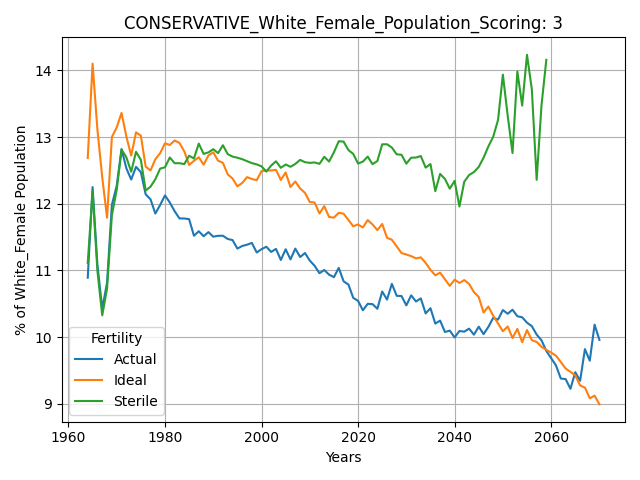 CONSERVATIVE_White_Female_Population_Scoring: 3
% of White_Female Population
14
13
12
11
10
9
Fertility
Actual
Ideal
Sterile
1960
1980
2000
2020
2040
2060
Years